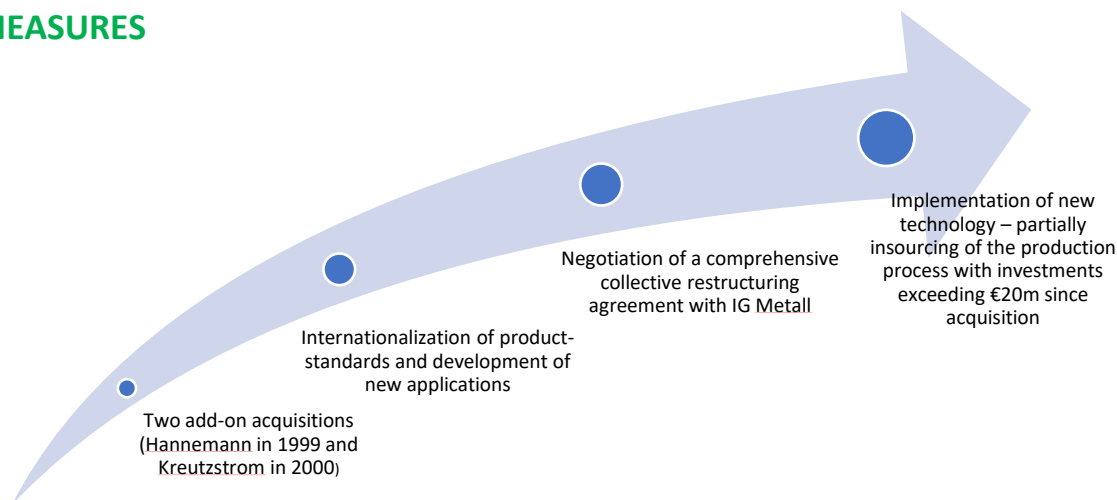 MEASURES
Two add-on acquisitions
(Hannemann in 1999 and
Kreutzstrom in 2000)
Internationalization of product-
standards and development of
new applications
Negotiation of a comprehensive
collective restructuring
agreement with IG Metall
Implementation of new
technology – partially
insourcing of the production
process with investments
exceeding €20m since
acquisition